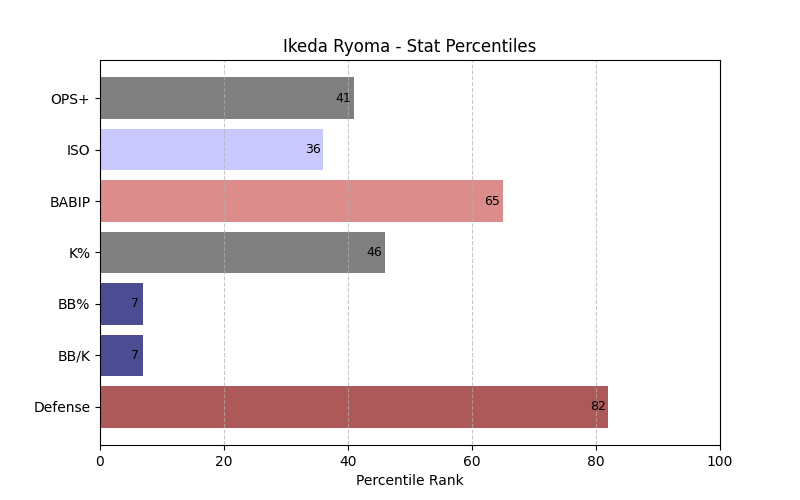 Ikeda Ryoma - Stat Percentiles
OPS+ 41
ISO 36
BABIP 65
K% 46
BB% 7
BB/K 7
Defense 82
0 20 40 60 80 100
Percentile Rank